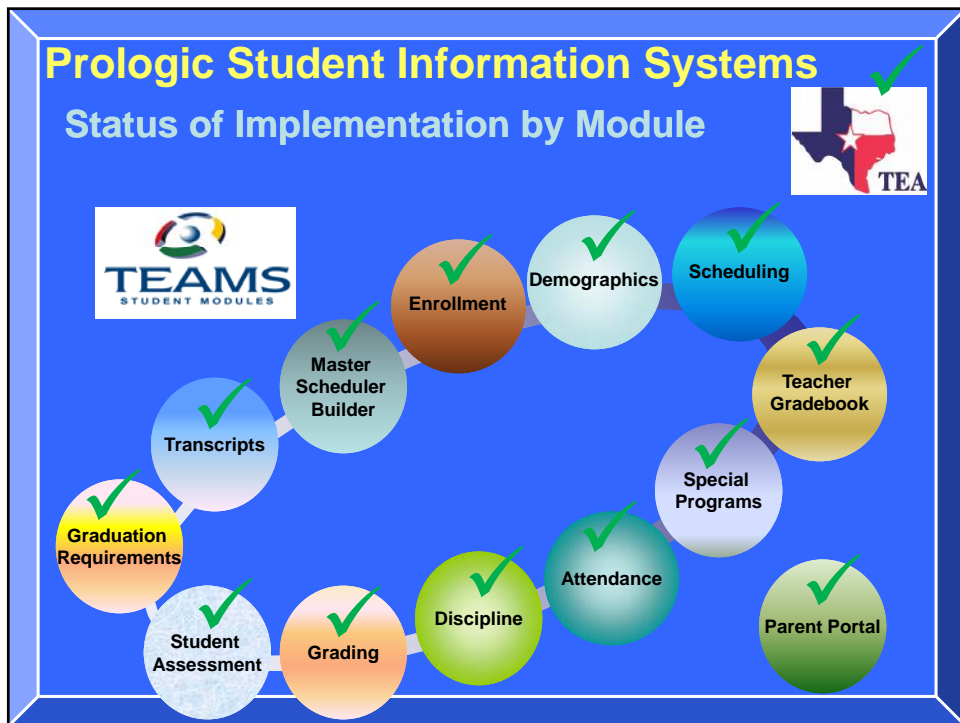 Prologic Student Information Systems
Status of Implementation by Module
TEA
TEAMS
STUDENT MODULES
Enrollment
Demographics
Scheduling
Master
Scheduler
Builder
Teacher
Gradebook
Transcripts
Special
Programs
Graduation
Requirements
Attendance
Discipline
Parent Portal
Student
Assessment
Grading